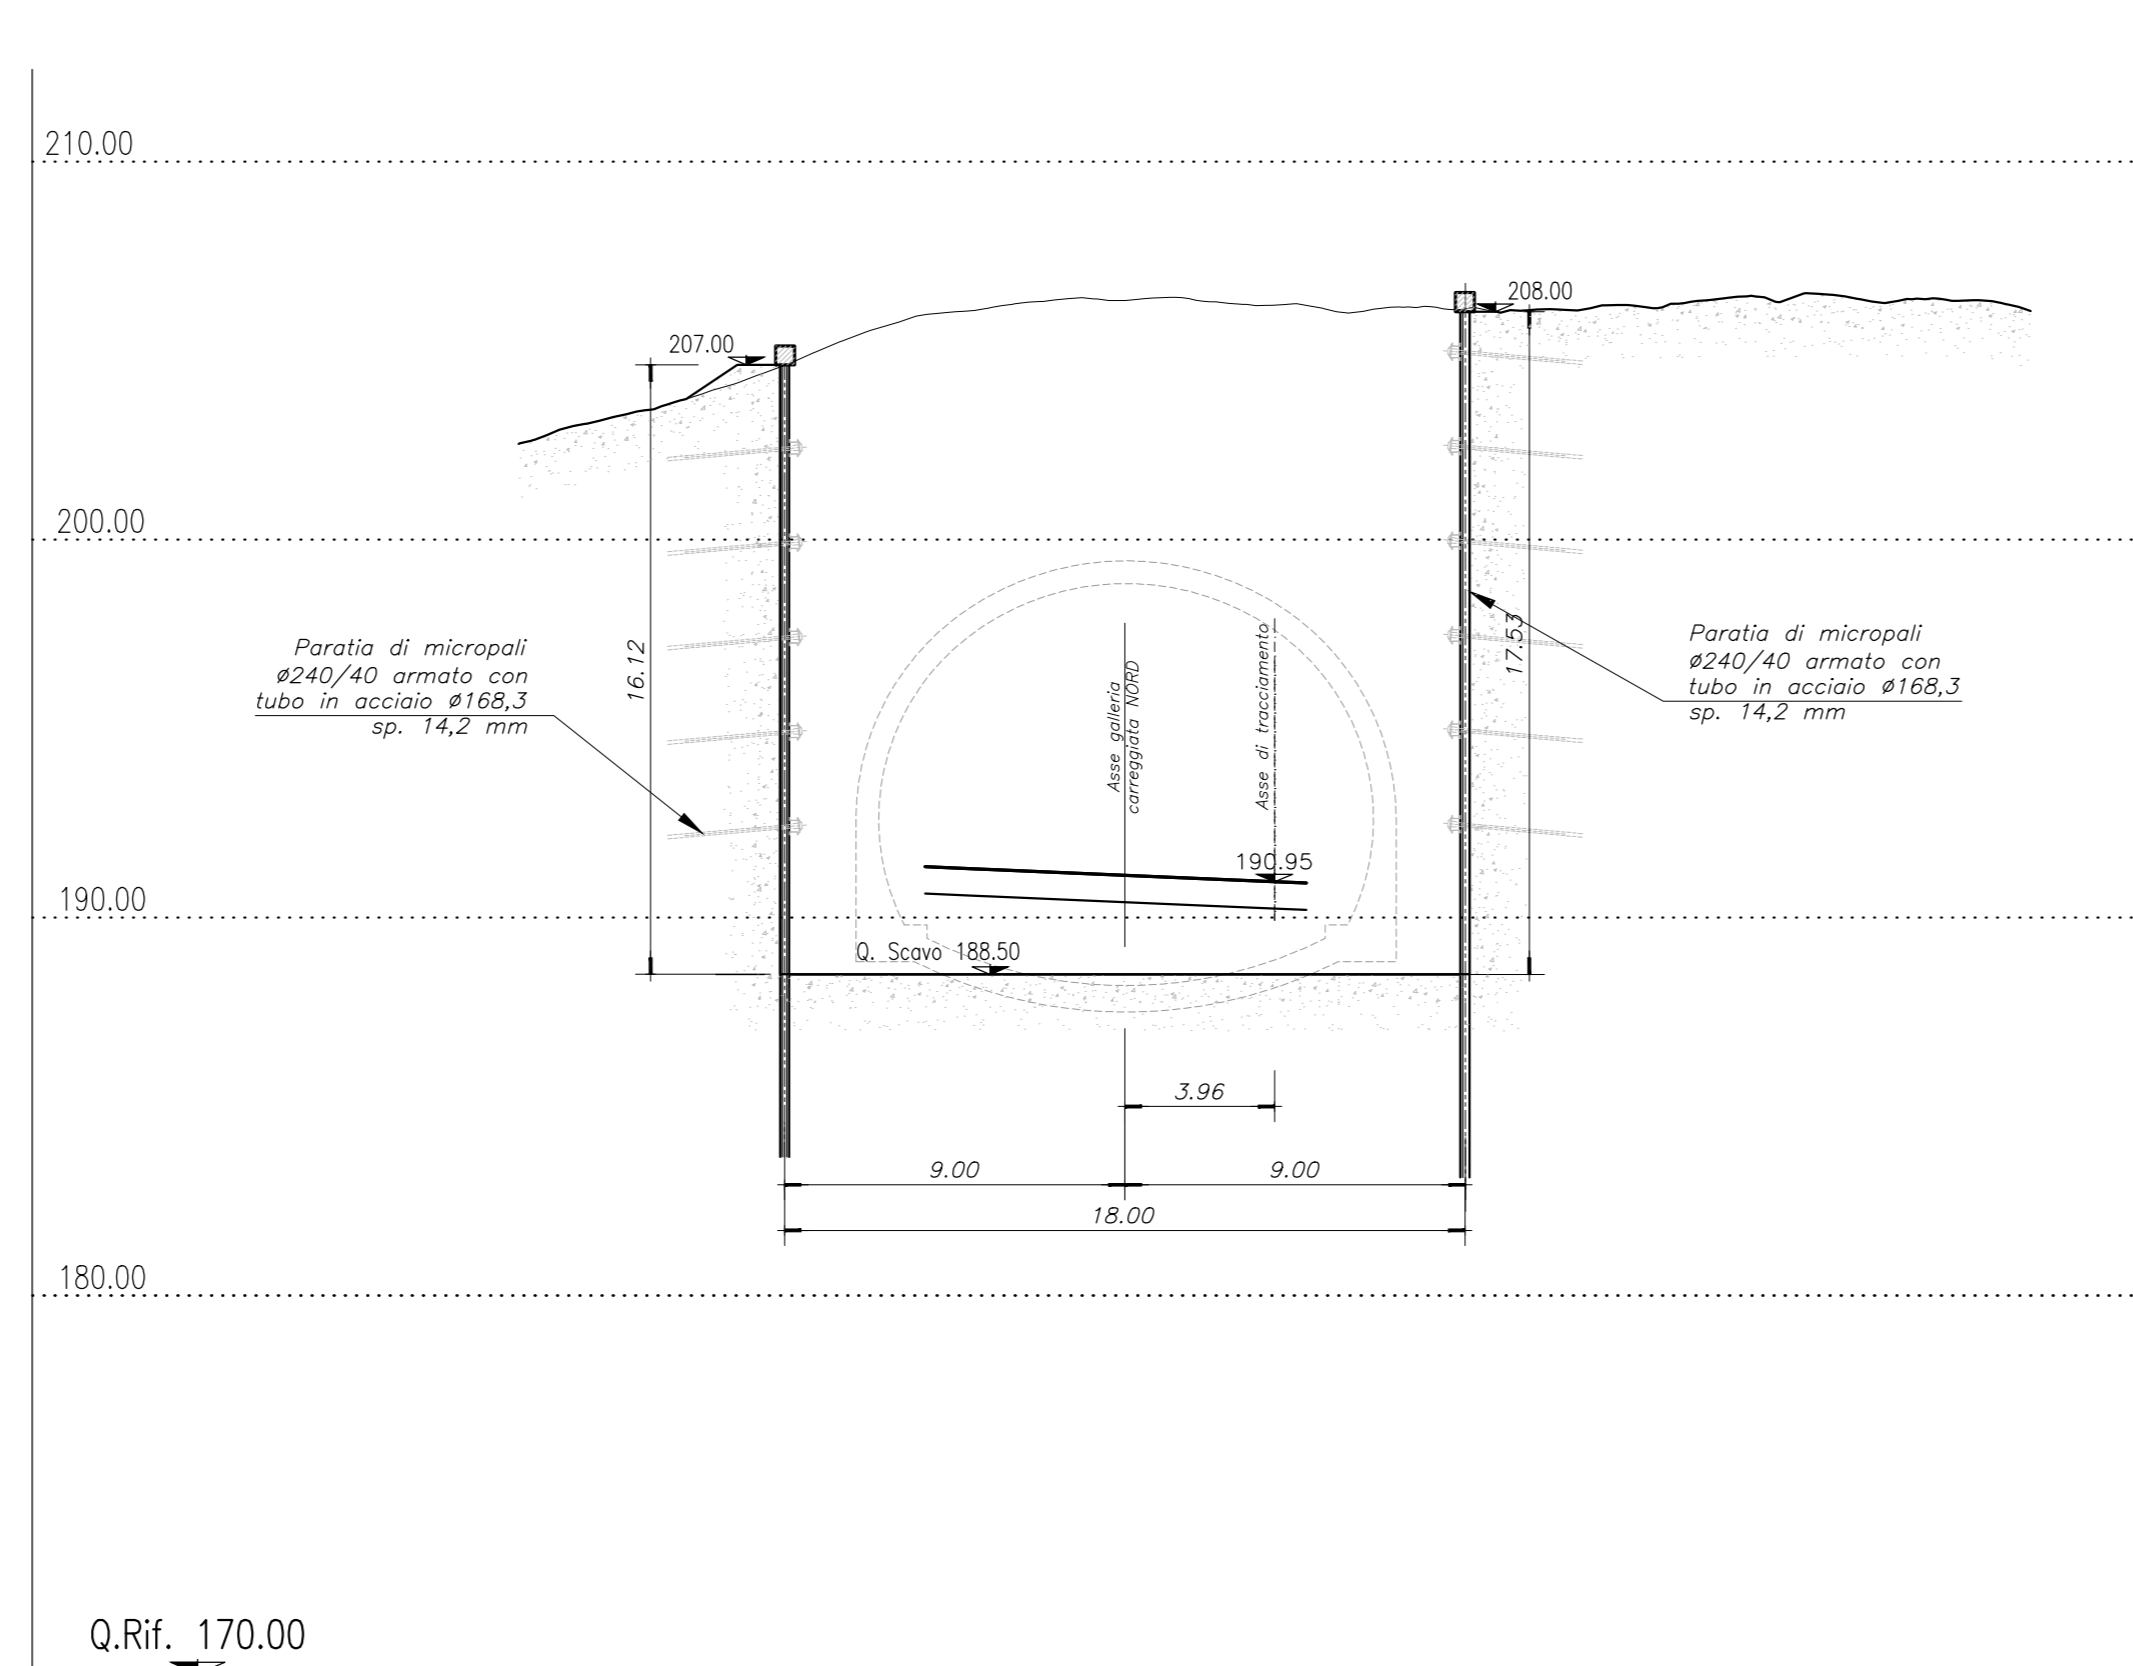 210.00
208.00
207.00
200.00
Paratia di micropali
ø240/40 armato con
tubo in acciaio ø168,3
sp. 14,2 mm
16.12
Asse galleria
carreggiata NORD
Asse di tracciamento
17.53
Paratia di micropali
ø240/40 armato con
tubo in acciaio ø168,3
sp. 14,2 mm
190.95
190.00
Q. Scavo 188.50
3.96
9.00
9.00
18.00
180.00
Q.Rif. 170.00